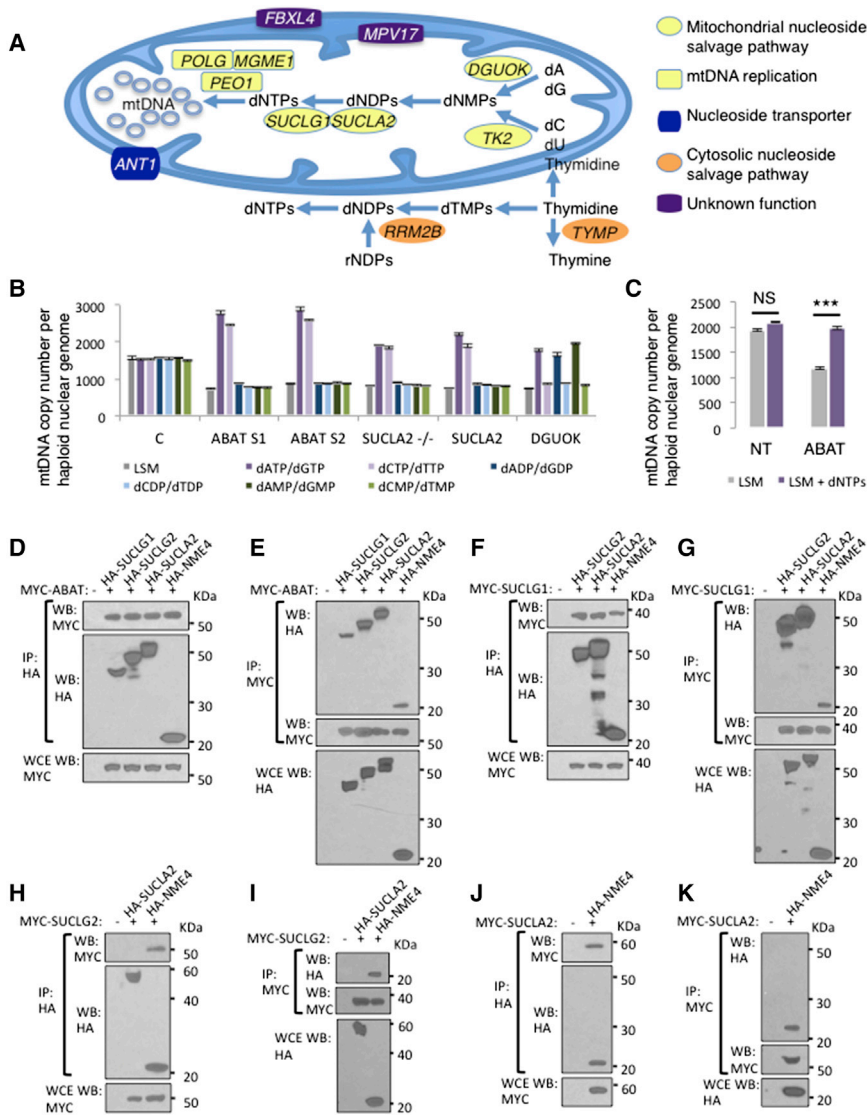 A
FBXL4
MPV17
POLG
MGME1
PEO1
DGUOK
dA
dG
mtDNA
dNTPs
dNDPs
dNMPs
SUCLG1
SUCLA2
TK2
dC
dU
Thymidine
ANT1
dNTPs
dNDPs
dTMPs
Thymidine
RRM2B
TYMP
rNDPs
Thymine
Mitochondrial nucleoside
salvage pathway
mtDNA replication
Nucleoside transporter
Cytosolic nucleoside
salvage pathway
Unknown function
B
mtDNA copy number per
haploid nuclear genome
3000
2000
1000
0
C
ABAT S1
ABAT S2
SUCLA2 -/-
SUCLA2
DGUOK
LSM
dATP/dGTP
dCTP/dTTP
dADP/dGDP
dCDP/dTDP
dAMP/dGMP
dCMP/dTMP
C
mtDNA copy number per
haploid nuclear genome
2500
2000
1500
1000
500
0
NS
***
NT
ABAT
LSM
LSM + dNTPs
D
HA-SUCLG1
HA-SUCLG2
HA-SUCLA2
HA-NME4
MYC-ABAT: - + + + +
KDa
IP:
HA
WB:
MYC
50
WB:
HA
50
30
20
WCE WB:
MYC
50
E
HA-SUCLG1
HA-SUCLG2
HA-SUCLA2
HA-NME4
MYC-ABAT: - + + + +
KDa
IP:
MYC
WB:
HA
50
30
20
WB:
MYC
50
WCE WB:
HA
50
30
20
F
HA-SUCLG2
HA-SUCLA2
HA-NME4
MYC-SUCLG1: - + + +
KDa
IP:
HA
WB:
MYC
40
WB:
HA
50
30
20
WCE WB:
MYC
40
G
HA-SUCLG2
HA-SUCLA2
HA-NME4
MYC-SUCLG1: - + + +
KDa
IP:
MYC
WB:
HA
50
30
20
WB:
MYC
40
WCE WB:
HA
50
30
20
H
HA-SUCLA2
HA-NME4
MYC-SUCLG2: - + +
KDa
IP:
HA
WB:
MYC
50
WB:
HA
60
40
20
WCE WB:
MYC
50
I
HA-SUCLA2
HA-NME4
MYC-SUCLG2: - + +
KDa
IP:
MYC
WB:
HA
20
WB:
MYC
40
WCE WB:
HA
60
40
20
J
HA-NME4
MYC-SUCLA2: - +
KDa
IP:
HA
WB:
MYC
60
WB:
HA
50
30
20
WCE WB:
MYC
60
K
HA-NME4
MYC-SUCLA2: - +
KDa
IP:
MYC
WB:
HA
50
30
20
WB:
MYC
50
WCE WB:
HA
20